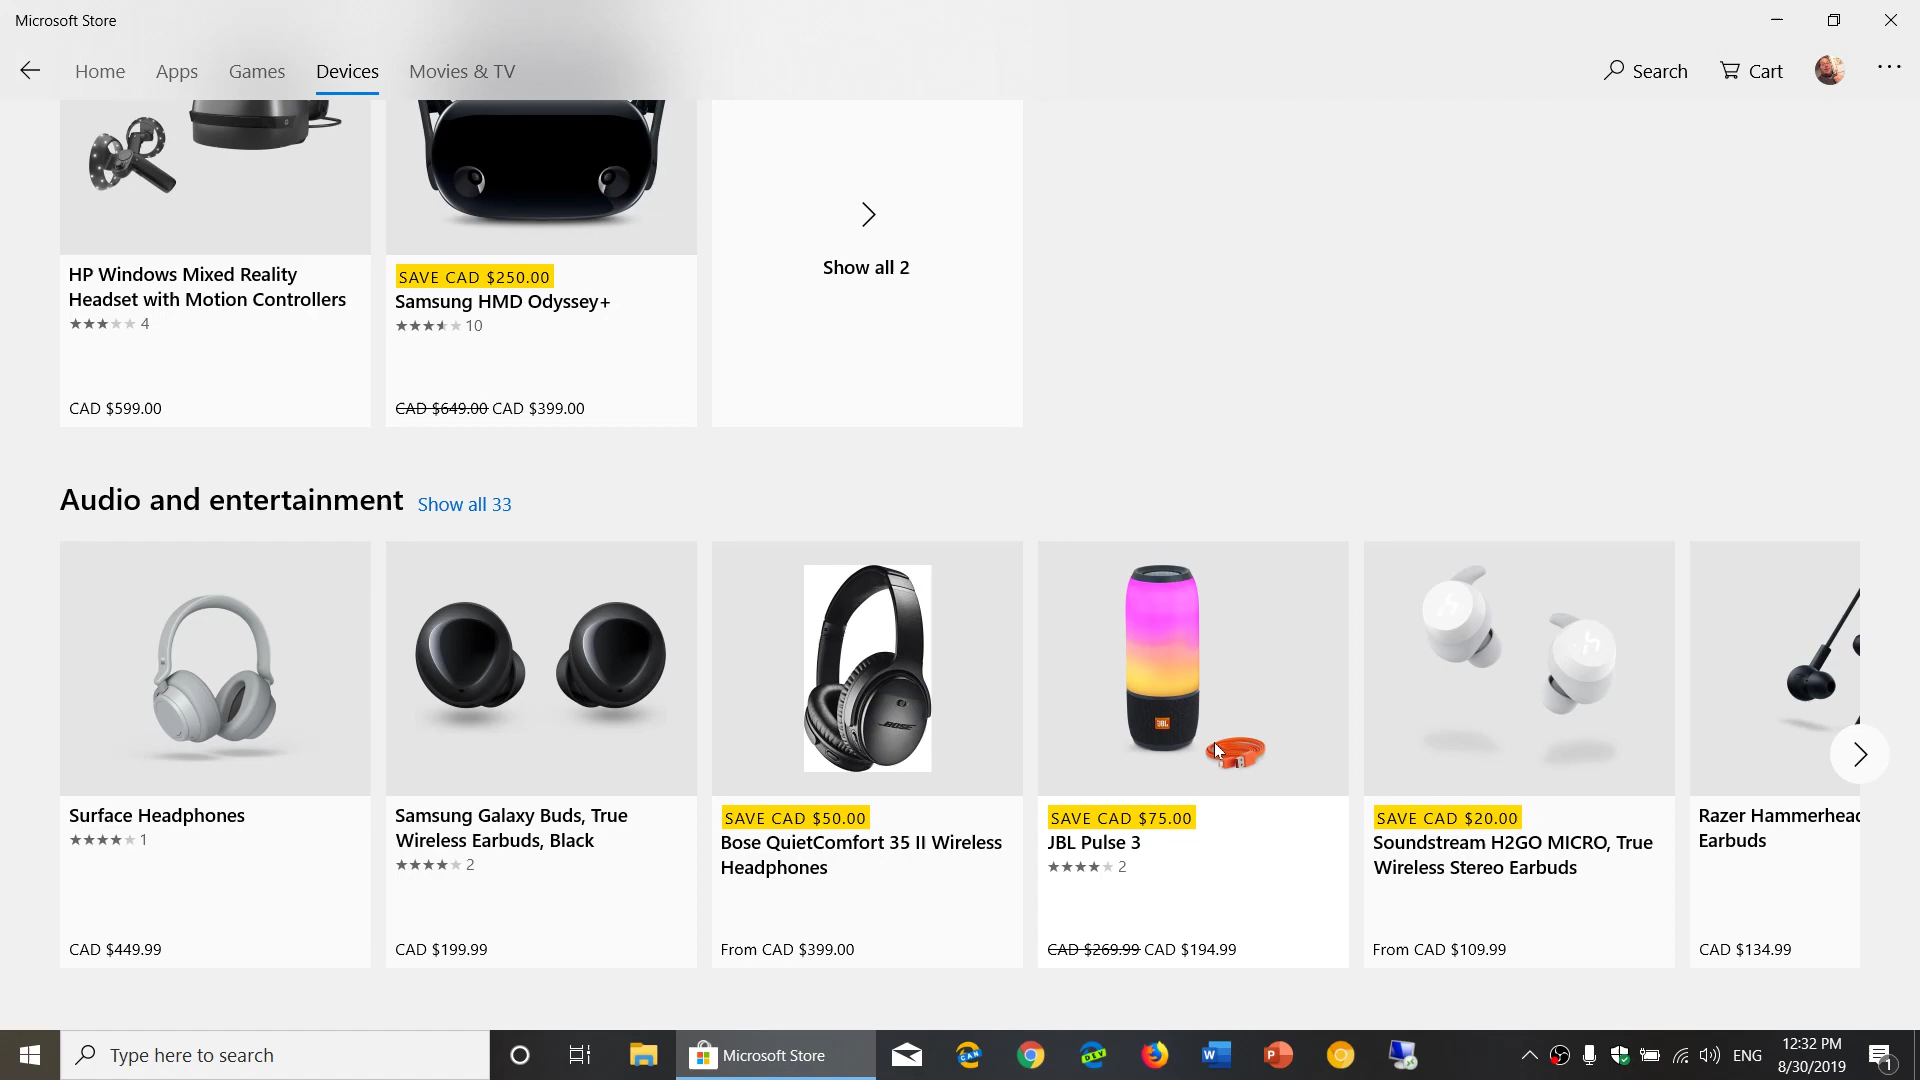 Microsoft Store
Home Apps Games Devices Movies & TV
Search Cart
HP Windows Mixed Reality
Headset with Motion Controllers
4
CAD $599.00
SAVE CAD $250.00
Samsung HMD Odyssey+
10
CAD $649.00 CAD $399.00
Show all 2
Audio and entertainment Show all 33
Surface Headphones
1
CAD $449.99
Samsung Galaxy Buds, True
Wireless Earbuds, Black
2
CAD $199.99
BOSE
SAVE CAD $50.00
Bose QuietComfort 35 II Wireless
Headphones
From CAD $399.00
JBL
SAVE CAD $75.00
JBL Pulse 3
2
CAD $269.99 CAD $194.99
SAVE CAD $20.00
Soundstream H2GO MICRO, True
Wireless Stereo Earbuds
From CAD $109.99
Razer Hammerhead
Earbuds
CAD $134.99
Type here to search
Microsoft Store
CAN
DEV
W
P
ENG
12:32 PM
8/30/2019
1